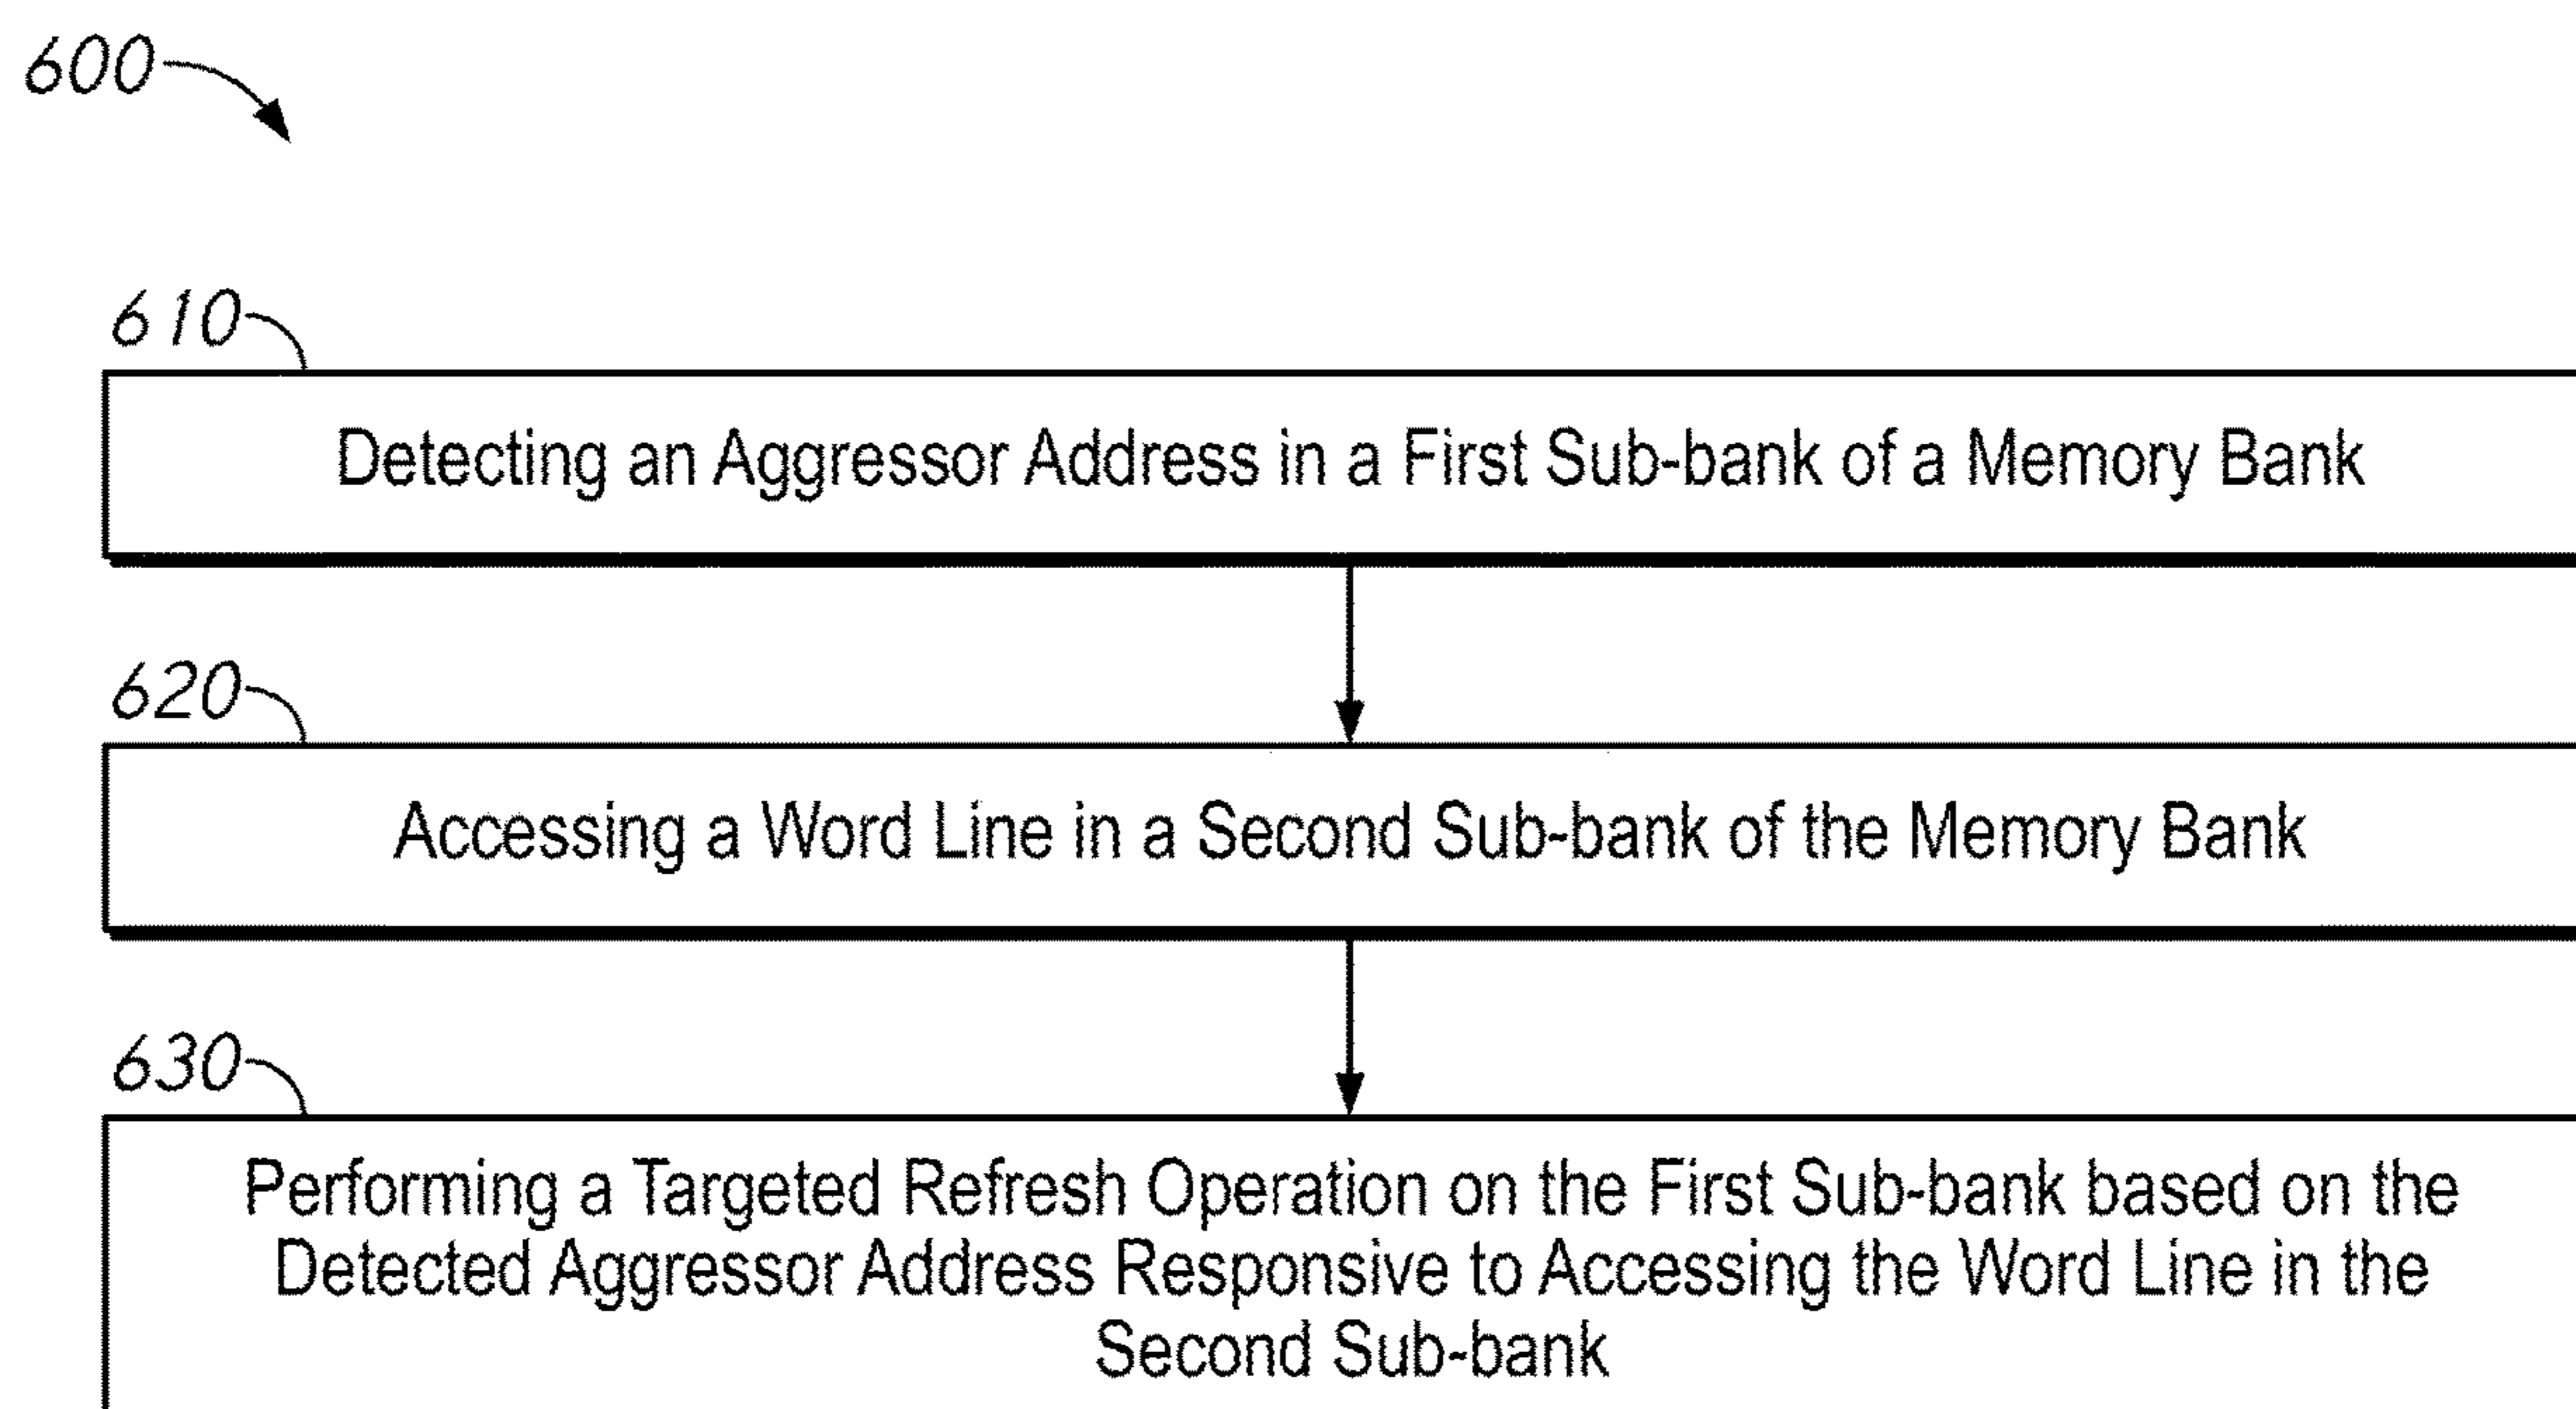 600
610
Detecting an Aggressor Address in a First Sub-bank of a Memory Bank
620
Accessing a Word Line in a Second Sub-bank of the Memory Bank
630
Performing a Targeted Refresh Operation on the First Sub-bank based on the
Detected Aggressor Address Responsive to Accessing the Word Line in the
Second Sub-bank